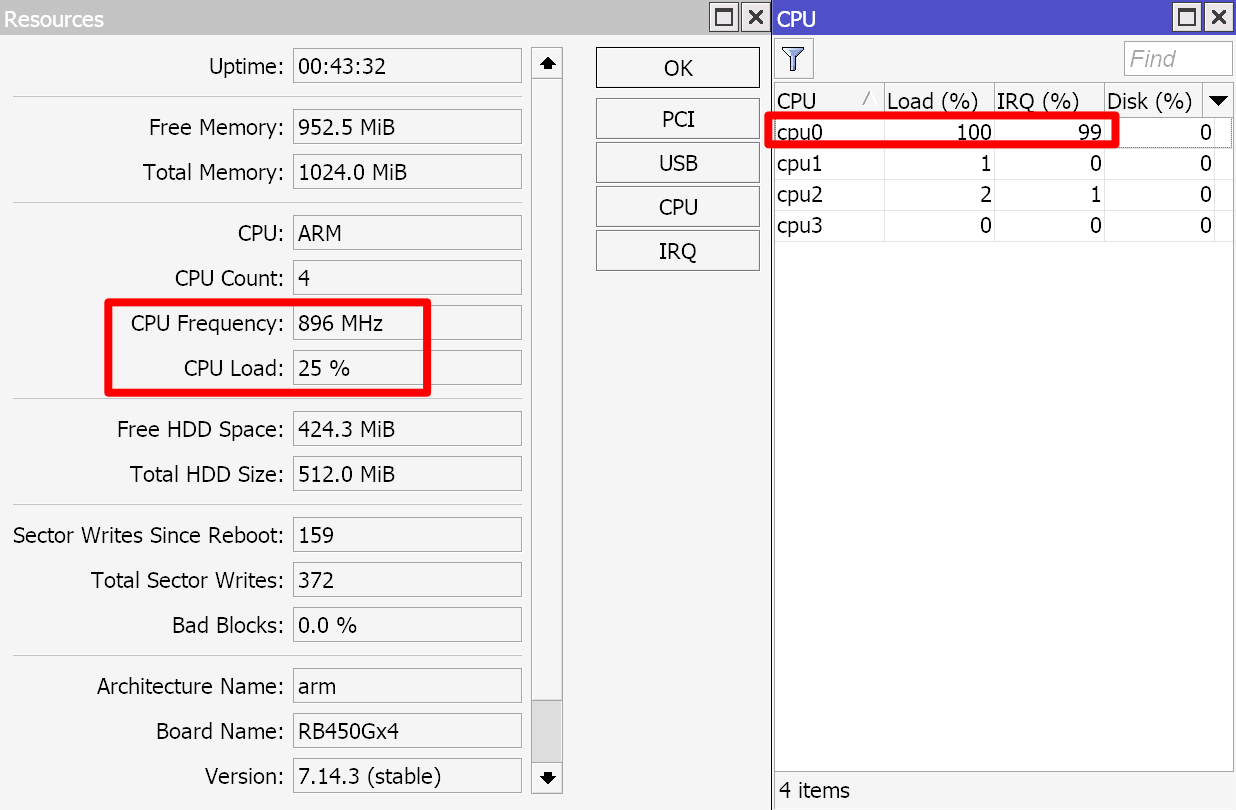 Resources
Uptime: 00:43:32
Free Memory: 952.5 MiB
Total Memory: 1024.0 MiB
CPU: ARM
CPU Count: 4
CPU Frequency: 896 MHz
CPU Load: 25 %
Free HDD Space: 424.3 MiB
Total HDD Size: 512.0 MiB
Sector Writes Since Reboot: 159
Total Sector Writes: 372
Bad Blocks: 0.0 %
Architecture Name: arm
Board Name: RB450Gx4
Version: 7.14.3 (stable)
OK
PCI
USB
CPU
IRQ
CPU
Find
CPU Load (%) IRQ (%) Disk (%)
cpu0 100 99 0
cpu1 1 0 0
cpu2 2 1 0
cpu3 0 0 0
4 items